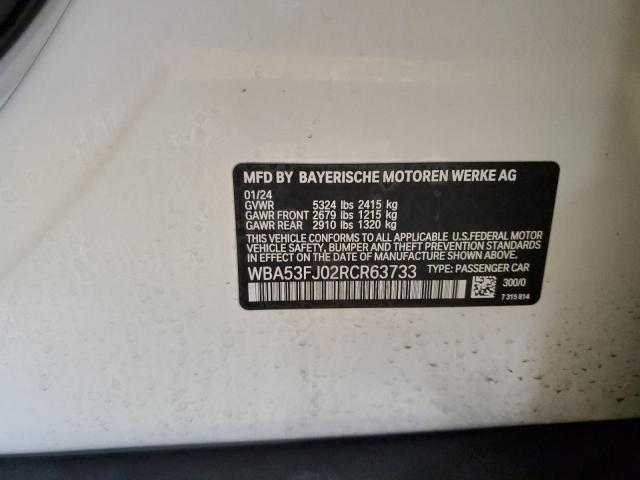 MFD BY BAYERISCHE MOTOREN WERKE AG
01/24
GVWR 5324 lbs 2415 kg
GAWR FRONT 2679 lbs 1215 kg
GAWR REAR 2910 lbs 1320 kg
THIS VEHICLE CONFORMS TO ALL APPLICABLE U.S.FEDERAL MOTOR
VEHICLE SAFETY, BUMPER AND THEFT PREVENTION STANDARDS
IN EFFECT ON THE DATE OF MANUFACTURE SHOWN ABOVE.
WBA53FJ02RCR63733 TYPE: PASSENGER CAR
300/0
7 315 814